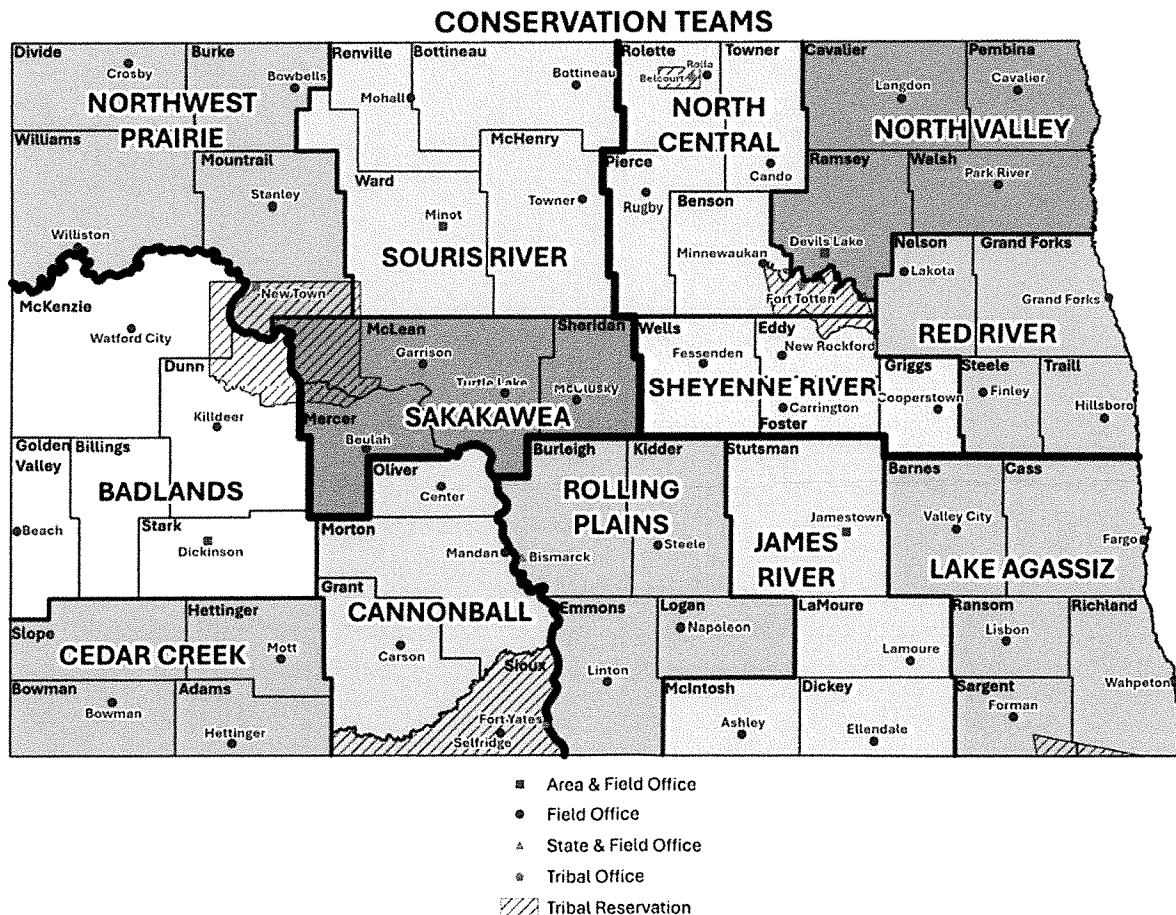 CONSERVATION TEAMS
Divide
Burke
Renville
Bottineau
Rolette
Towner
Cavalier
Pembina
Crosby
Bowbells
Mohall
Bottineau
Rolla
Belcourt
Langdon
Cavalier
NORTHWEST
PRAIRIE
NORTH
CENTRAL
NORTH VALLEY
Williams
Mountrail
Ward
McHenry
Pierce
Benson
Ramsey
Walsh
Stanley
Minot
Towner
Rugby
Cando
Park River
Williston
SOURIS RIVER
Minnewaukan
Devils Lake
Nelson
Grand Forks
Lakota
McKenzie
New Town
Fort Totten
Grand Forks
Watford City
McLean
Sheridan
Wells
Eddy
RED RIVER
Garrison
Fessenden
New Rockford
Dunn
Turtle Lake
McClusky
SHEYENNE RIVER
Griggs
Steele
Traill
Killdeer
Mercer
SAKAKAWEA
Carrington
Cooperstown
Finley
Hillsboro
Foster
Golden
Valley
Billings
Beulah
Oliver
Burleigh
Kidder
Stutsman
Barnes
Cass
BADLANDS
Center
ROLLING
PLAINS
Stark
Morton
Jamestown
Valley City
Beach
Dickinson
Mandan
Bismarck
Steele
JAMES
RIVER
LAKE AGASSIZ
Fargo
Grant
Slope
Hettinger
CANNONBALL
Emmons
Logan
LaMoure
Ransom
Richland
CEDAR CREEK
Mott
Carson
Sioux
Napoleon
Lamoure
Lisbon
Bowman
Adams
Linton
McIntosh
Dickey
Sargent
Wahpeton
Bowman
Hettinger
Fort Yates
Selfridge
Ashley
Ellendale
Forman
Area & Field Office
Field Office
State & Field Office
Tribal Office
Tribal Reservation